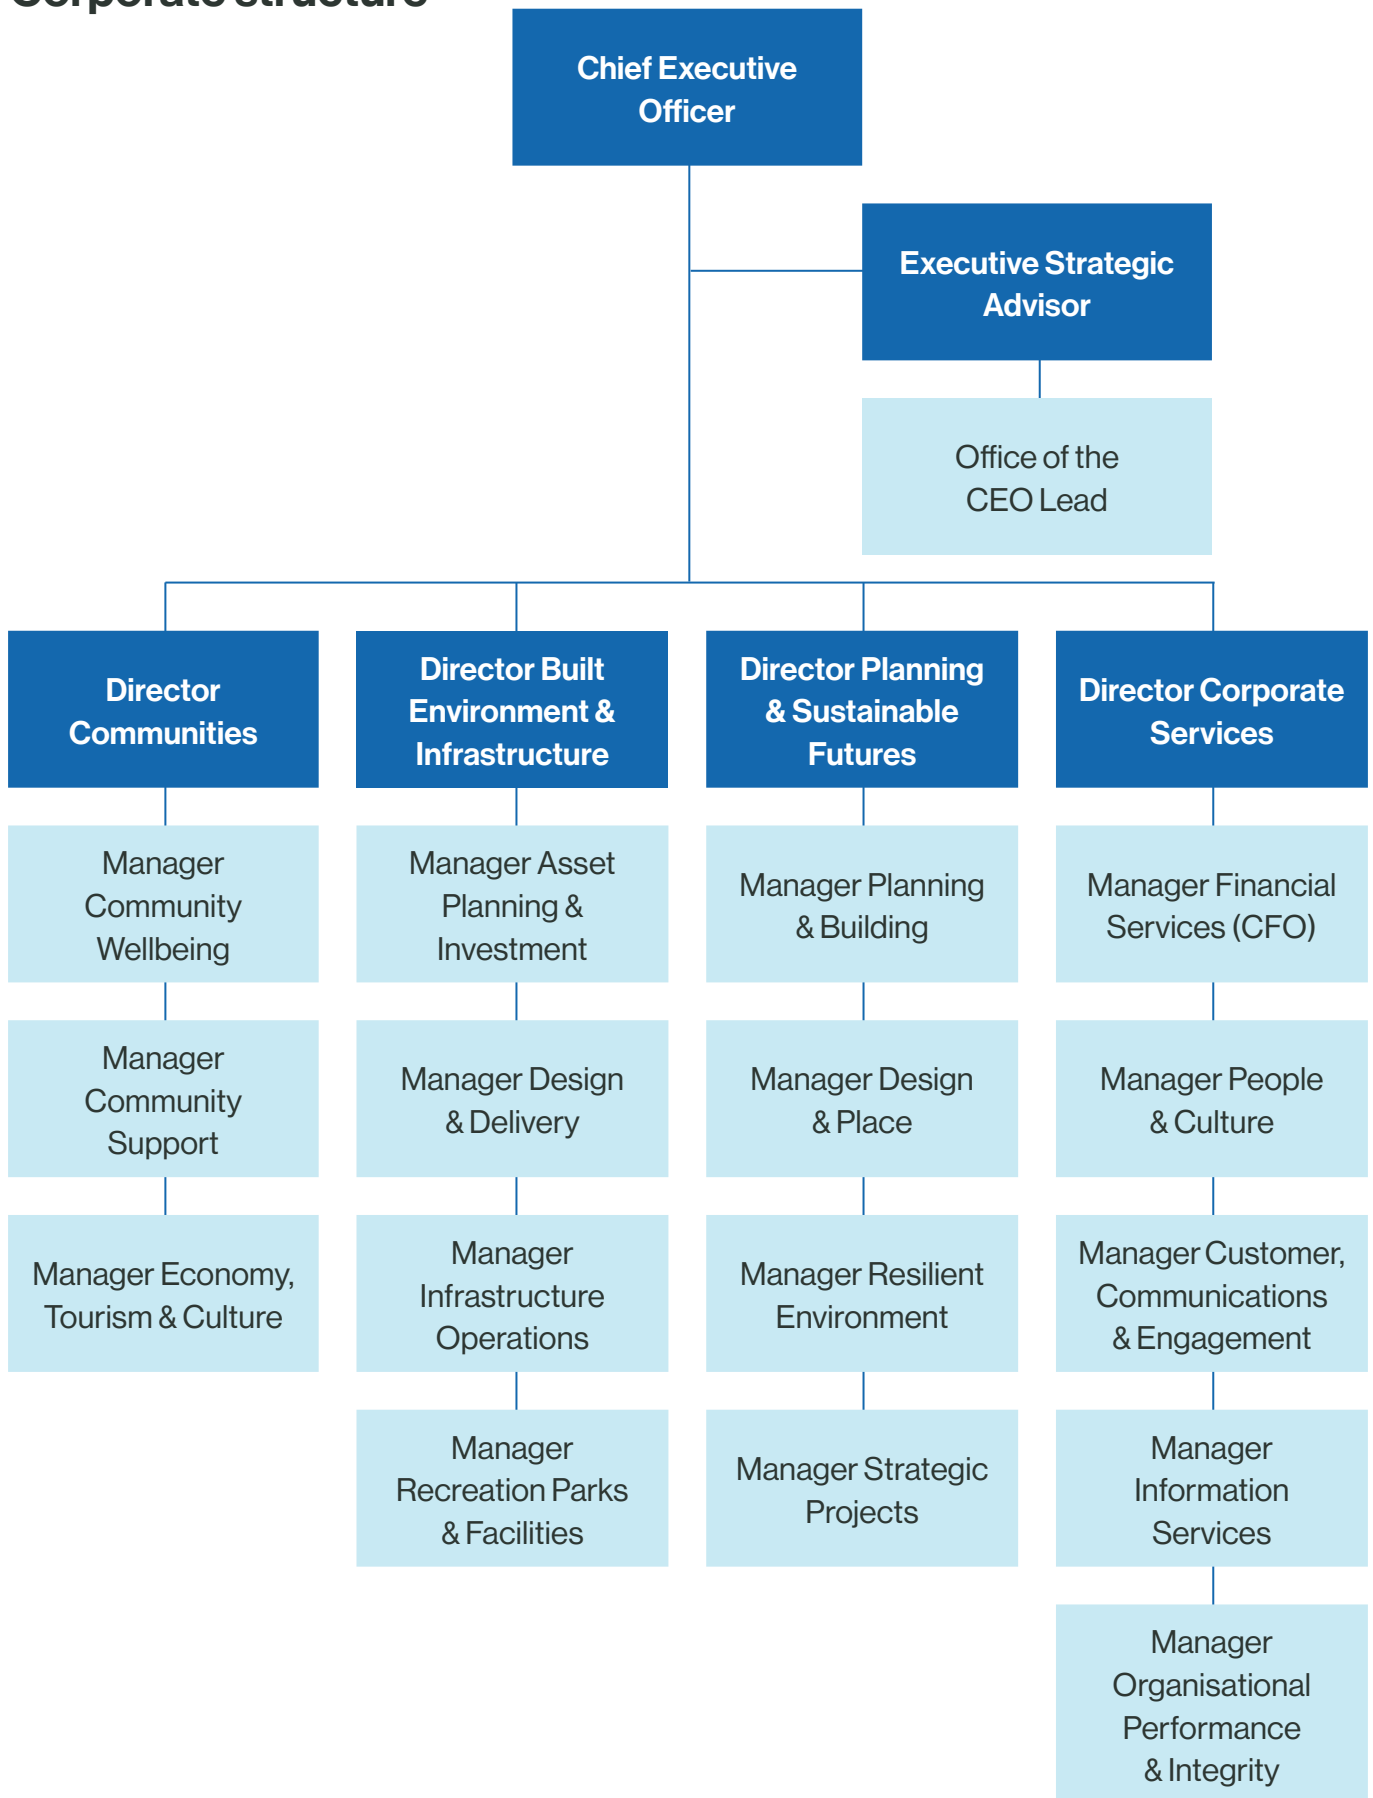 Corporate structure
Chief Executive
Officer
Executive Strategic
Advisor
Office of the
CEO Lead
Director
Communities
Manager
Community
Wellbeing
Manager
Community
Support
Manager Economy,
Tourism & Culture
Director Built
Environment &
Infrastructure
Manager Asset
Planning &
Investment
Manager Design
& Delivery
Manager
Infrastructure
Operations
Manager
Recreation Parks
& Facilities
Director Planning
& Sustainable
Futures
Manager Planning
& Building
Manager Design
& Place
Manager Resilient
Environment
Manager Strategic
Projects
Director Corporate
Services
Manager Financial
Services (CFO)
Manager People
& Culture
Manager Customer,
Communications
& Engagement
Manager
Information
Services
Manager
Organisational
Performance
& Integrity